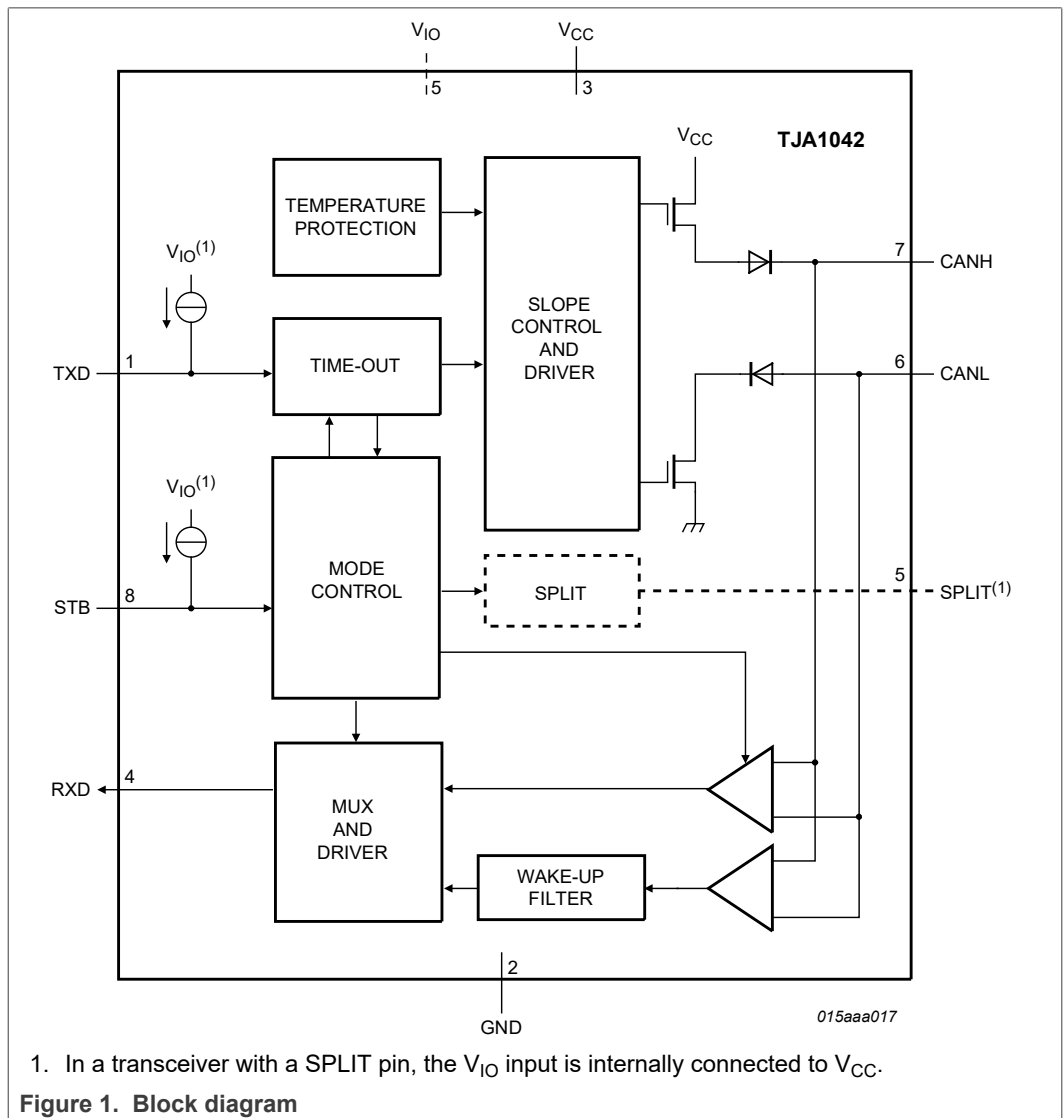 VIO
VCC
5
3
VCC
TJA1042
TEMPERATURE
PROTECTION
VIO(1)
7
CANH
SLOPE
CONTROL
AND
DRIVER
TXD
1
TIME-OUT
6
CANL
VIO(1)
MODE
CONTROL
SPLIT
5
SPLIT(1)
STB
8
RXD
4
MUX
AND
DRIVER
WAKE-UP
FILTER
2
GND
015aaa017
1. In a transceiver with a SPLIT pin, the VIO input is internally connected to VCC.
Figure 1. Block diagram